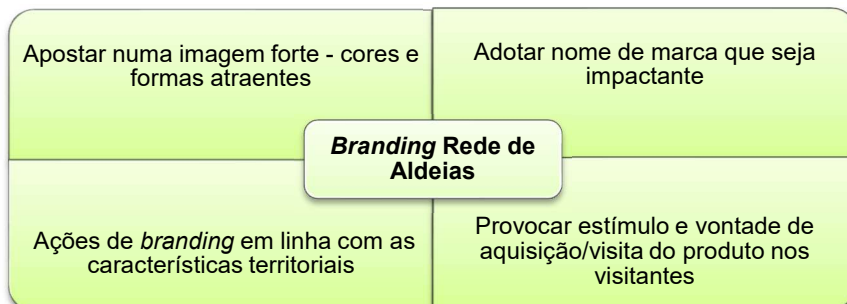 Apostar numa imagem forte - cores e
formas atraentes
Adotar nome de marca que seja
impactante
Branding Rede de
Aldeias
Ações de branding em linha com as
características territoriais
Provocar estímulo e vontade de
aquisição/visita do produto nos
visitantes